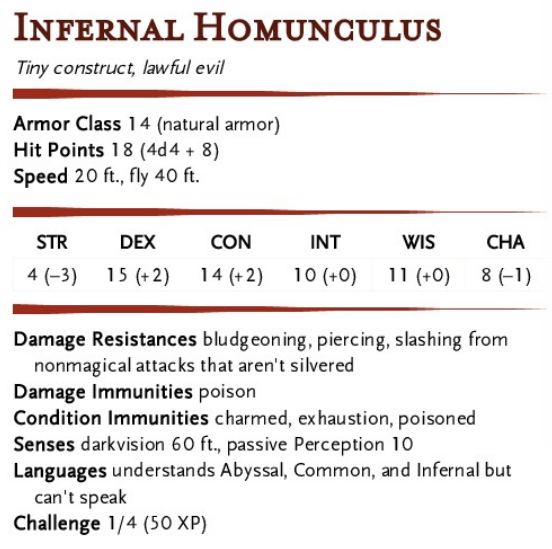 Infernal Homunculus
Tiny construct, lawful evil
Armor Class 14 (natural armor)
Hit Points 18 (4d4 + 8)
Speed 20 ft., fly 40 ft.
STR DEX CON INT WIS CHA
4 (–3) 15 (+2) 14 (+2) 10 (+0) 11 (+0) 8 (–1)
Damage Resistances bludgeoning, piercing, slashing from
nonmagical attacks that aren't silvered
Damage Immunities poison
Condition Immunities charmed, exhaustion, poisoned
Senses darkvision 60 ft., passive Perception 10
Languages understands Abyssal, Common, and Infernal but
can't speak
Challenge 1/4 (50 XP)